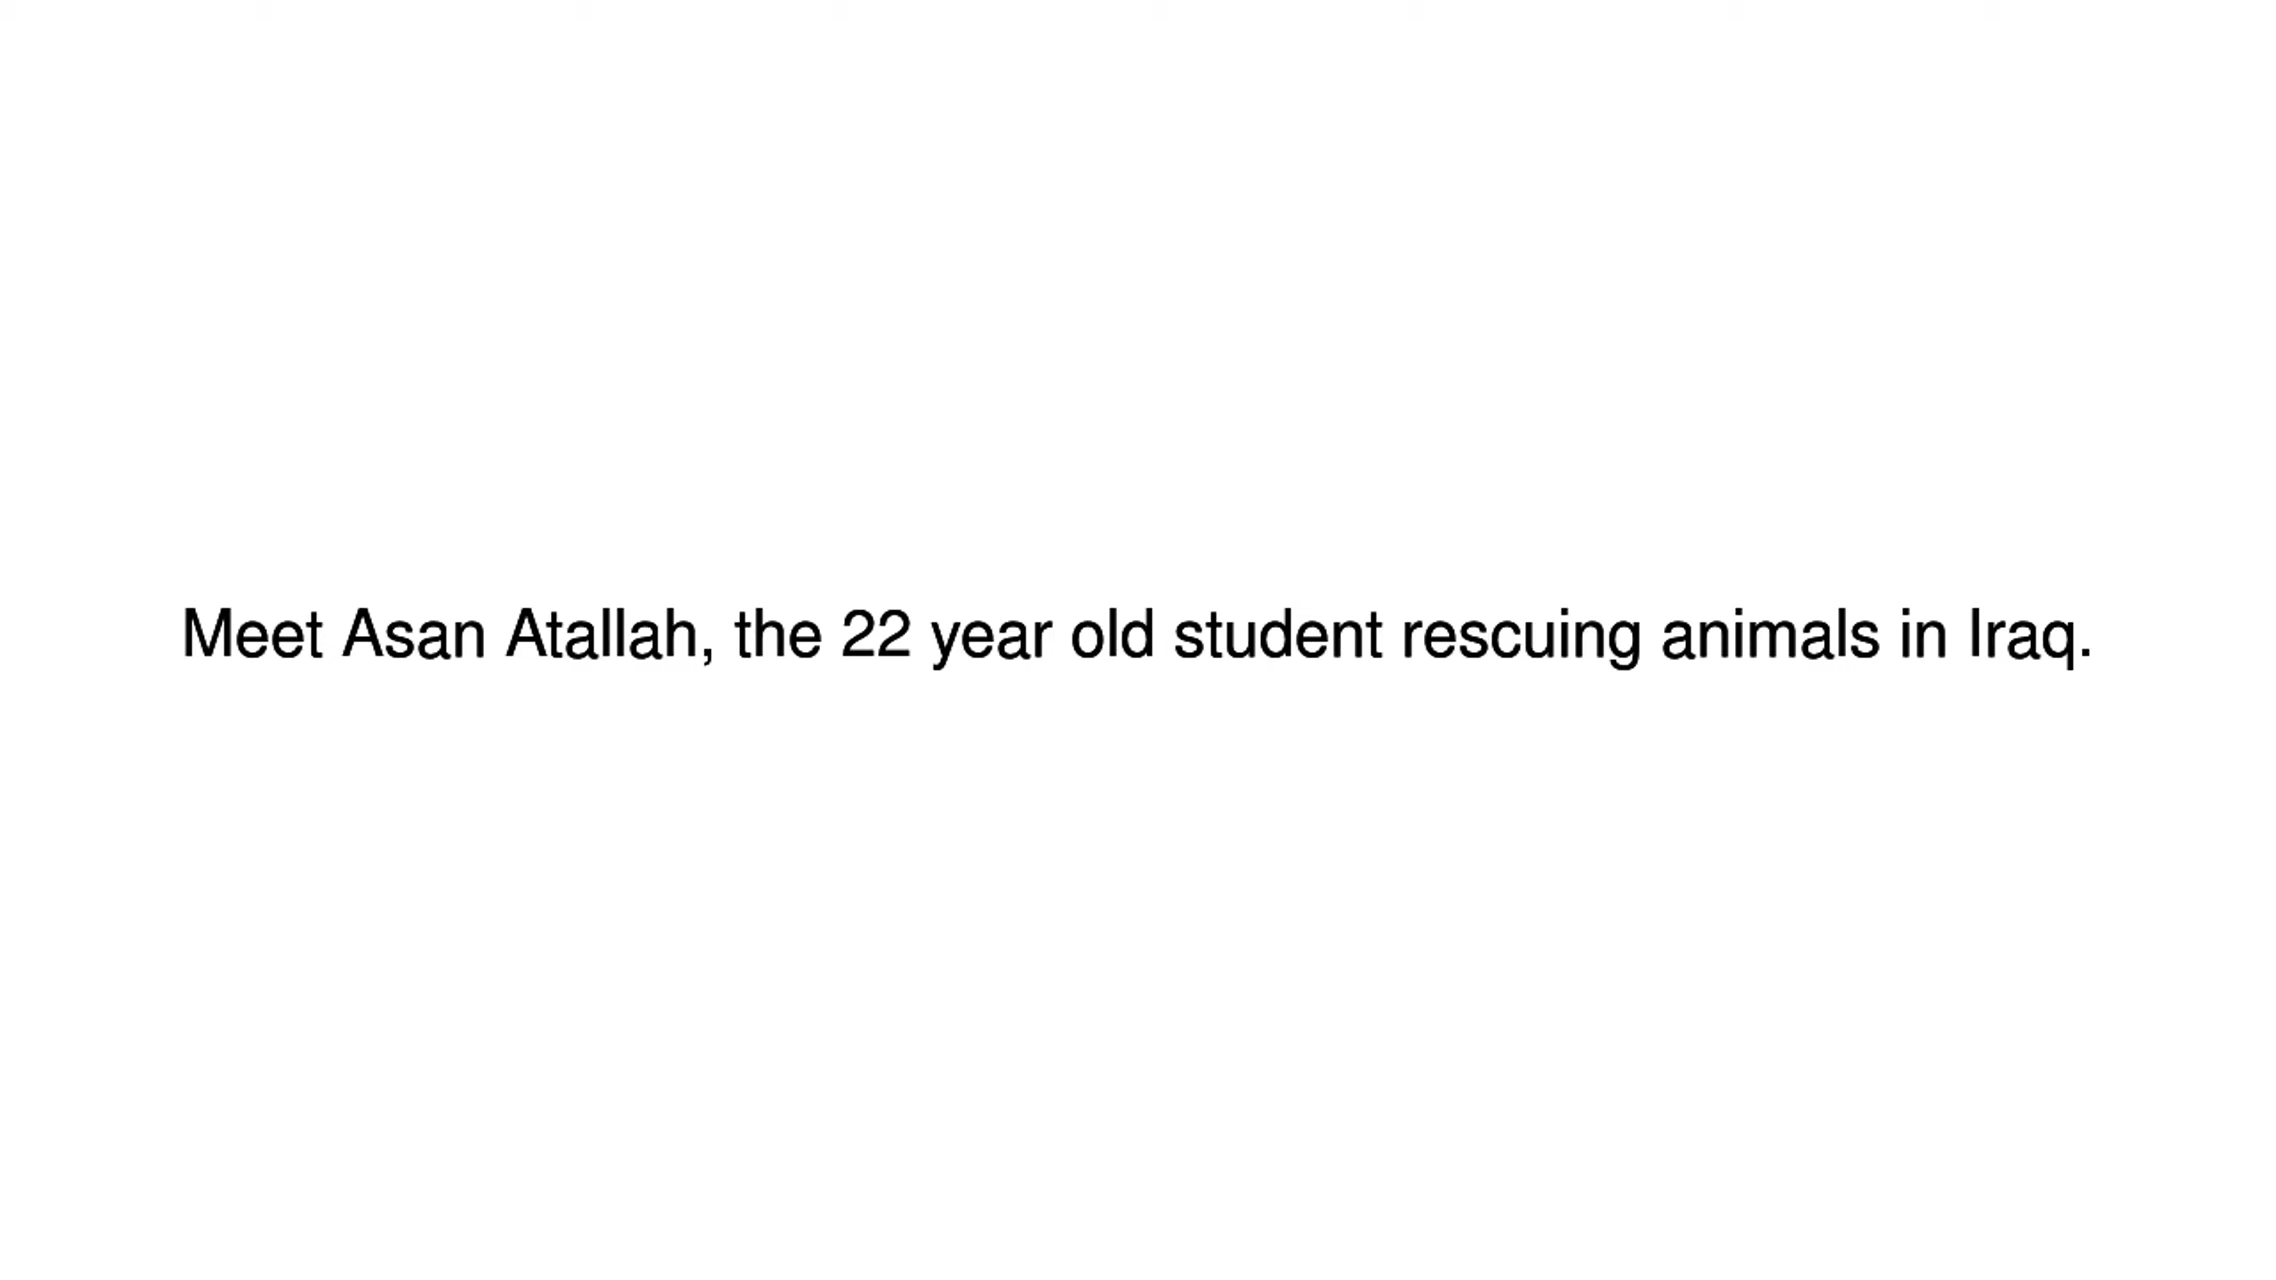 Meet Asan Atallah, the 22 year old student rescuing animals in Iraq.